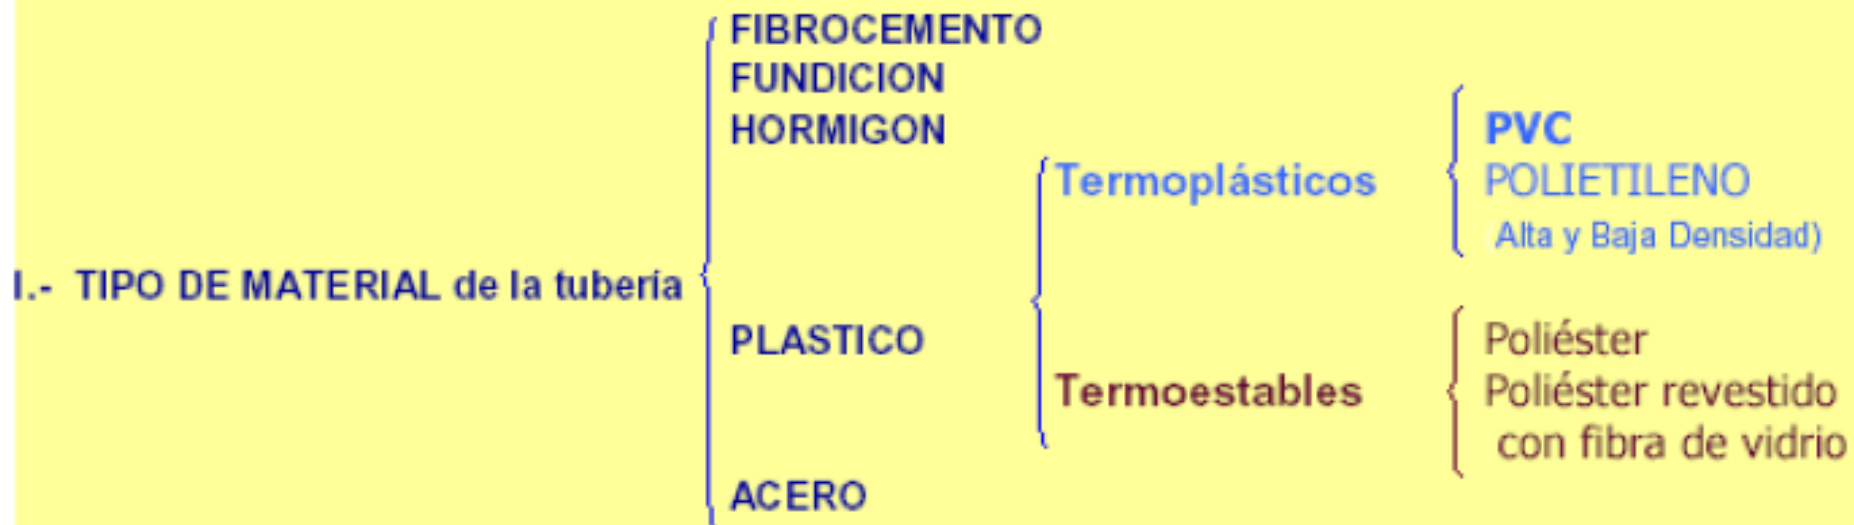 FIBROCEMENTO
FUNDICION
HORMIGON
PVC
Termoplásticos
POLIETILENO
Alta y Baja Densidad)
I.- TIPO DE MATERIAL de la tubería
PLASTICO
Poliéster
Termoestables
Poliéster revestido
con fibra de vidrio
ACERO